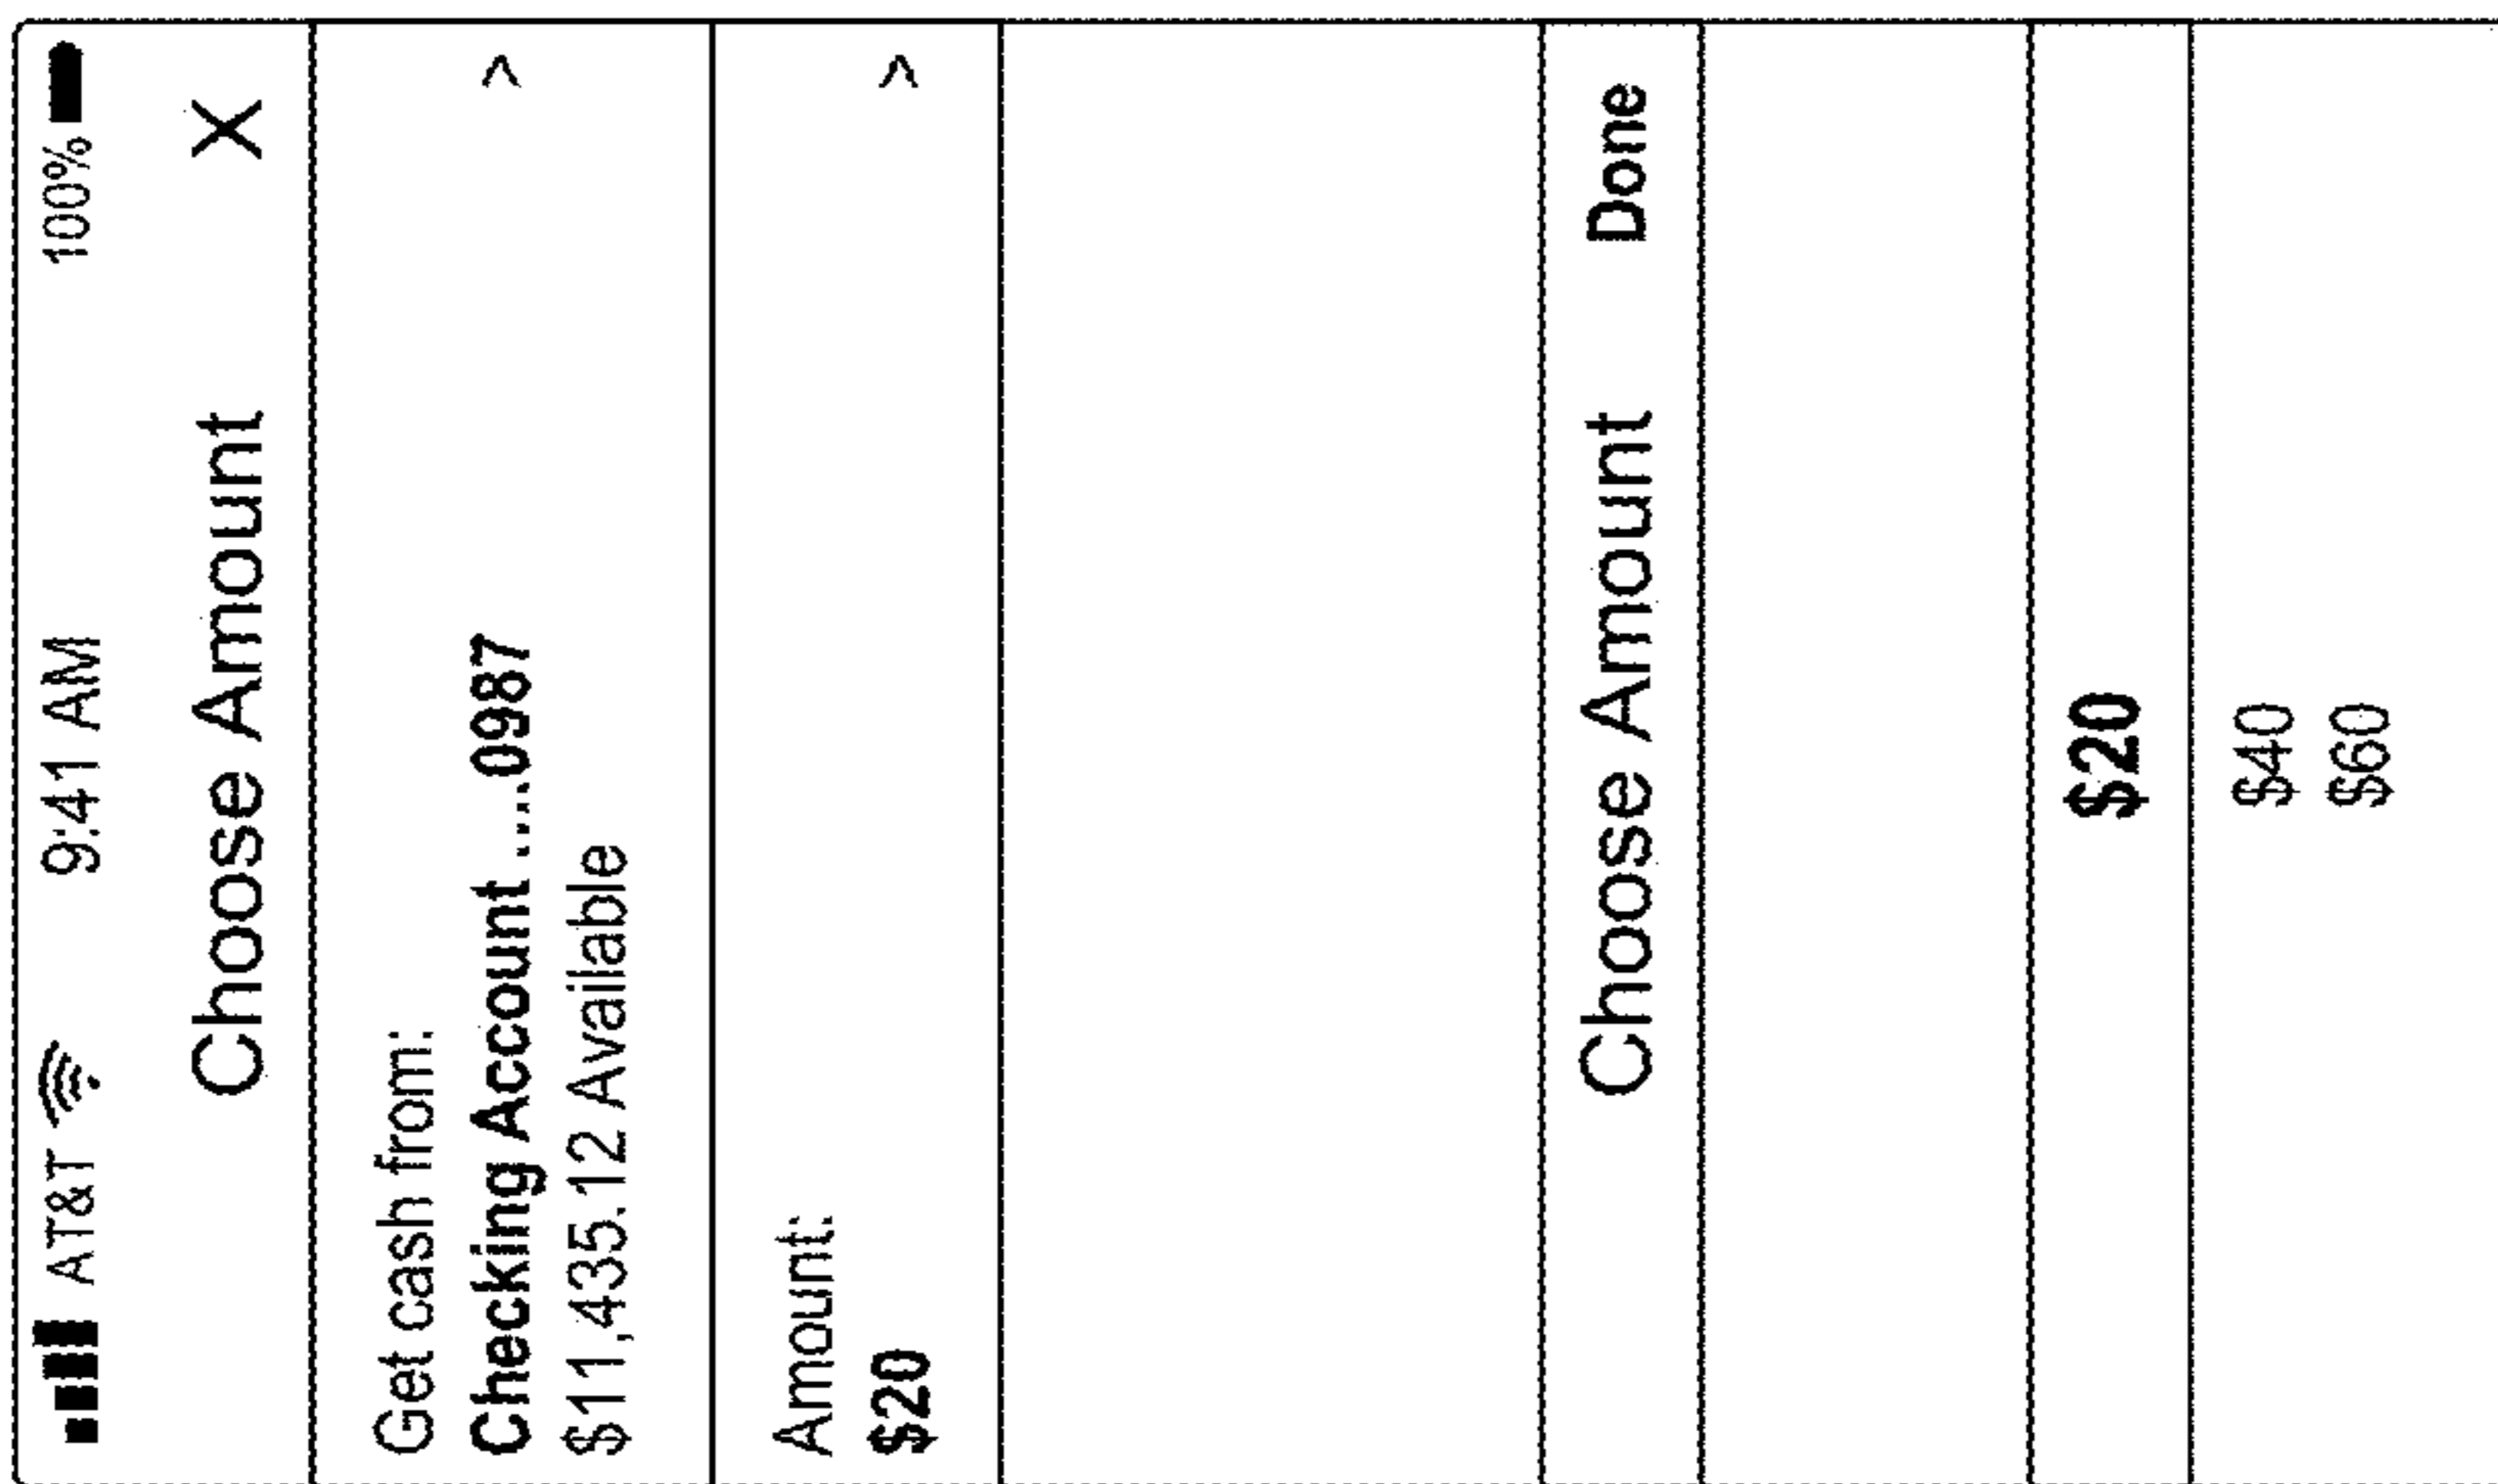 AT&T 9:41 AM 100%
Choose Amount X
Get cash from:
Checking Account ....0987 >
$11,435.12 Available
Amount:
$20 >
Choose Amount Done
$20
$40
$60